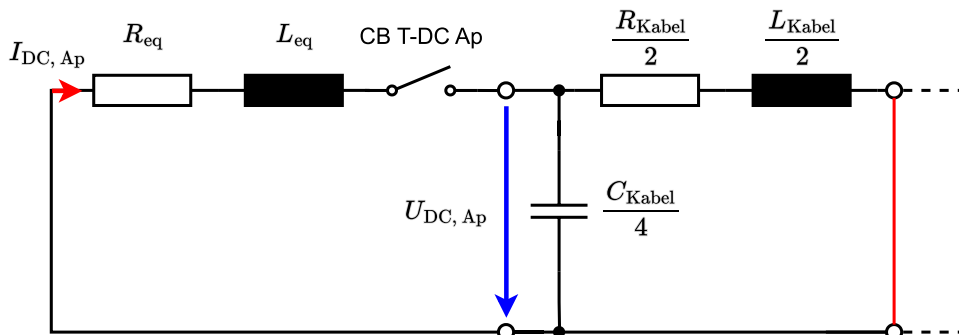 I_DC, Ap
R_eq
L_eq
CB T-DC Ap
R_Kabel
2
L_Kabel
2
U_DC, Ap
C_Kabel
4